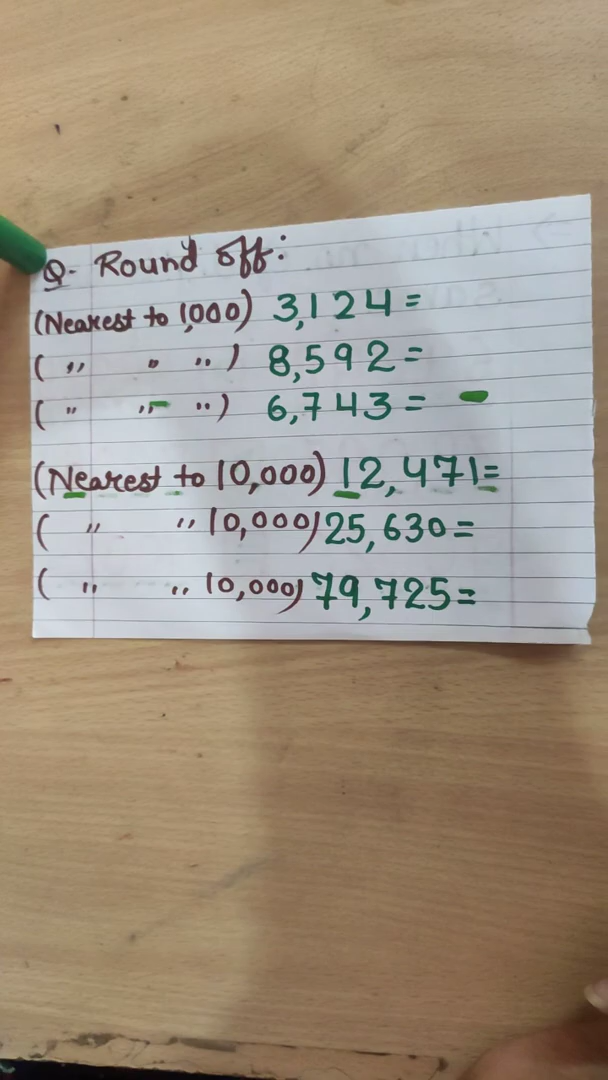 Q- Round off:
(Nearest to 1,000) 3,124=
( ,, ,, ,, ) 8,592=
( ,, ,, ,, ) 6,743=
(Nearest to 10,000) 12,471=
( ,, ,, 10,000) 25,630=
( ,, ,, 10,000) 79,725=